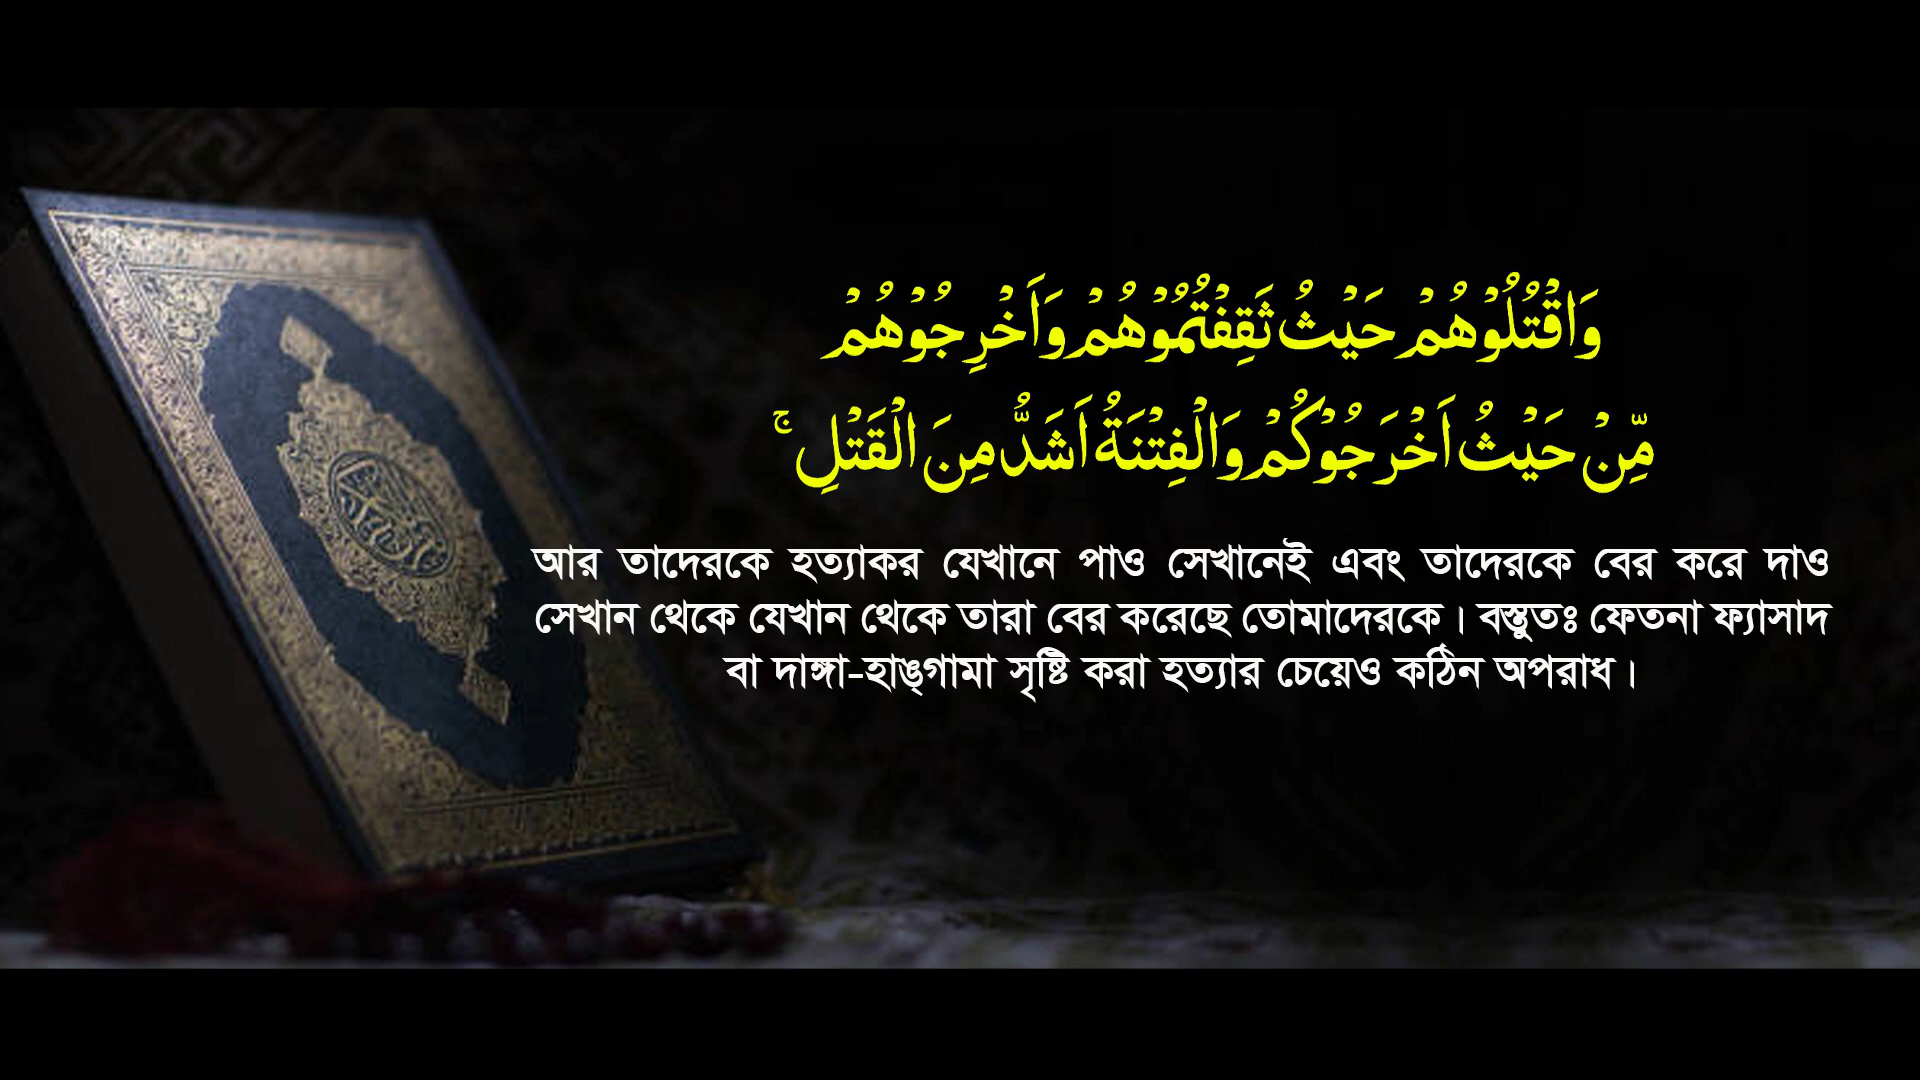 وَاقْتُلُوْهُمْ حَيْثُ ثَقِفْتُمُوْهُمْ وَاَخْرِجُوْهُمْ
مِّنْ حَيْثُ اَخْرَجُوْكُمْ وَالْفِتْنَةُ اَشَدُّ مِنَ الْقَتْلِ ۚ
আর তাদেরকে হত্যাকর যেখানে পাও সেখানেই এবং তাদেরকে বের করে দাও
সেখান থেকে যেখান থেকে তারা বের করেছে তোমাদেরকে। বস্তুতঃ ফেতনা ফ্যাসাদ
বা দাঙ্গা-হাঙ্গামা সৃষ্টি করা হত্যার চেয়েও কঠিন অপরাধ।